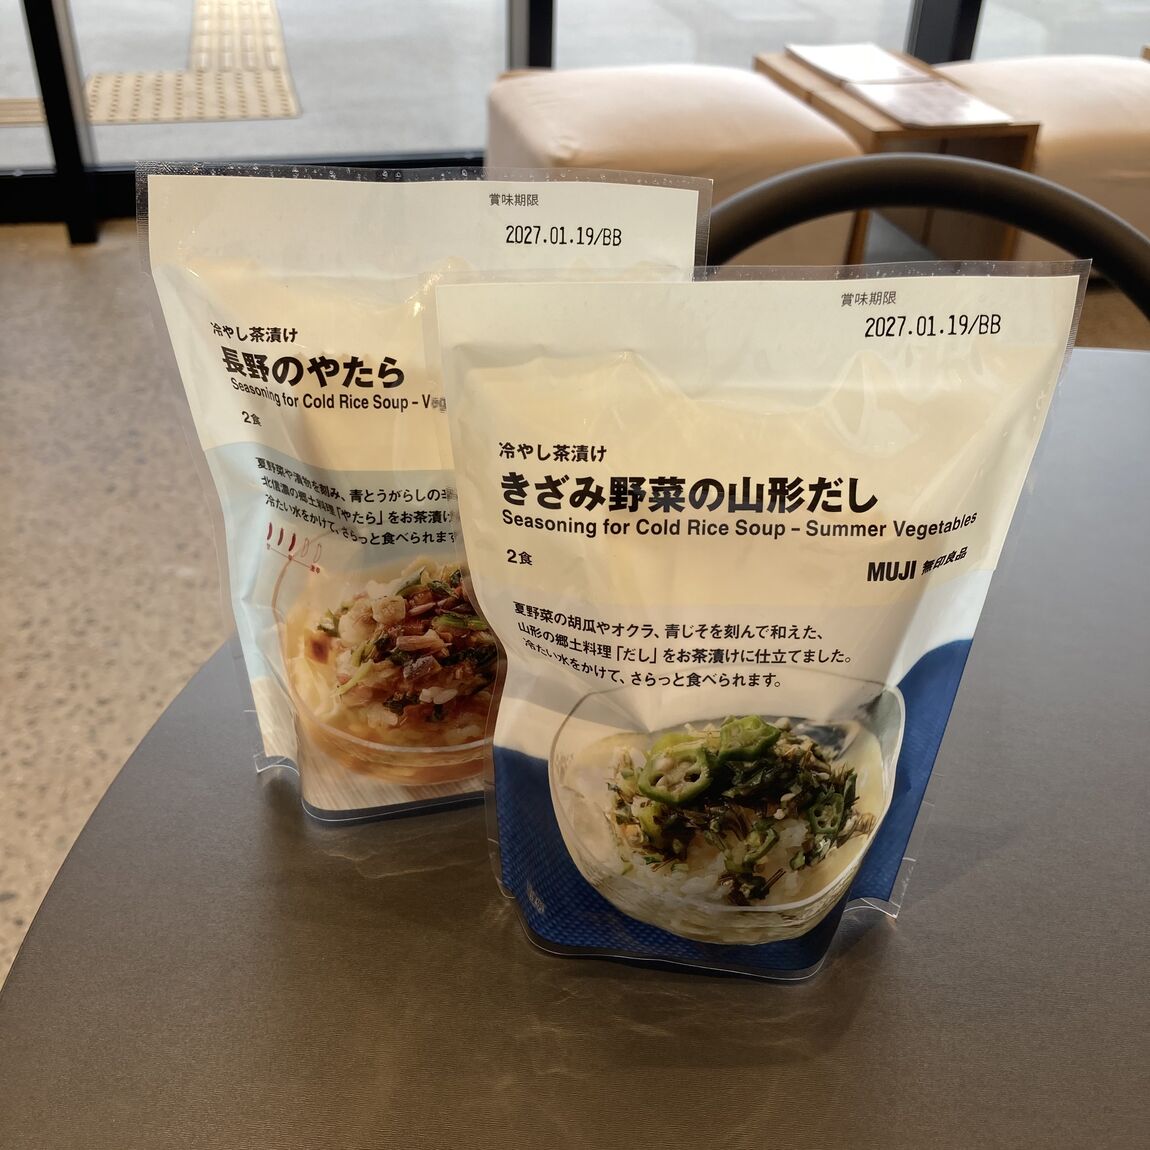 賞味期限
2027.01.19/BB
冷やし茶漬け
長野のやたら
Seasoning for Cold Rice Soup – Veg
2食
夏野菜や漬物を刻み、青とうがらしの辛
北信濃の郷土料理「やたら」をお茶漬け
冷たい水をかけて、さらっと食べられます
賞味期限
2027.01.19/BB
冷やし茶漬け
きざみ野菜の山形だし
Seasoning for Cold Rice Soup – Summer Vegetables
2食
MUJI 無印良品
夏野菜の胡瓜やオクラ、青じそを刻んで和えた、
山形の郷土料理「だし」をお茶漬けに仕立てました。
冷たい水をかけて、さらっと食べられます。